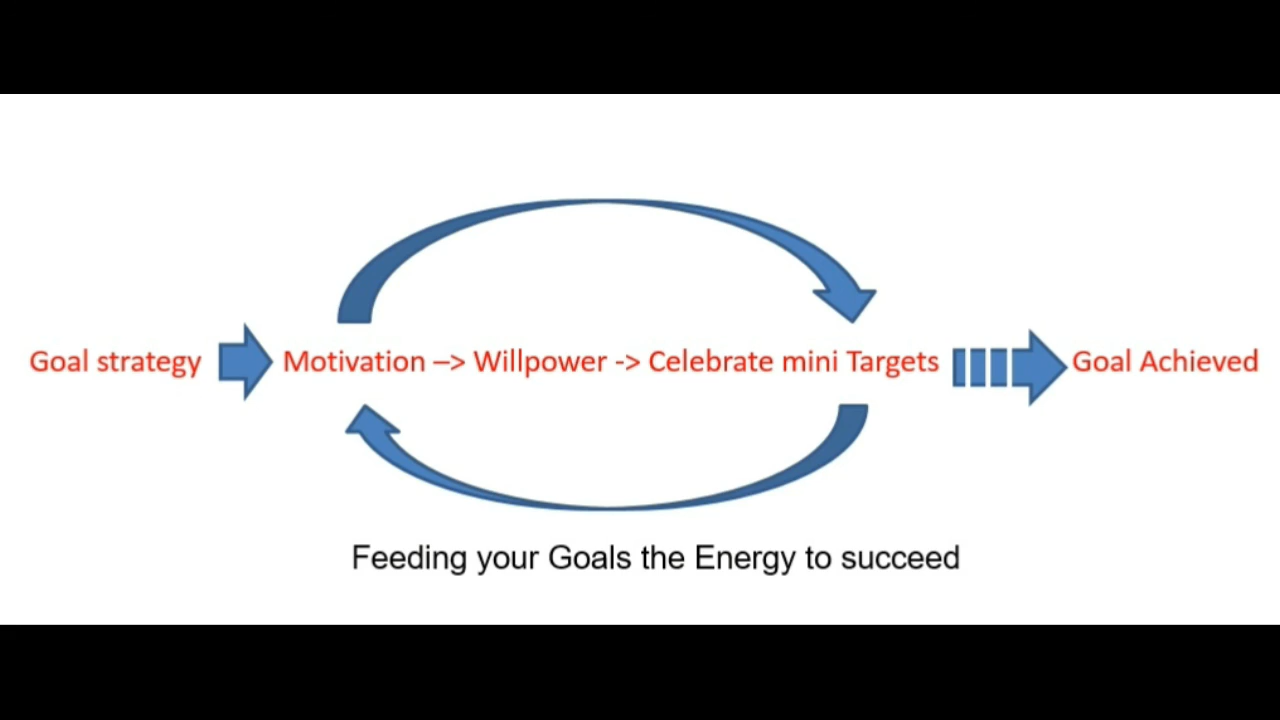 Goal strategy Motivation –> Willpower -> Celebrate mini Targets Goal Achieved
Feeding your Goals the Energy to succeed